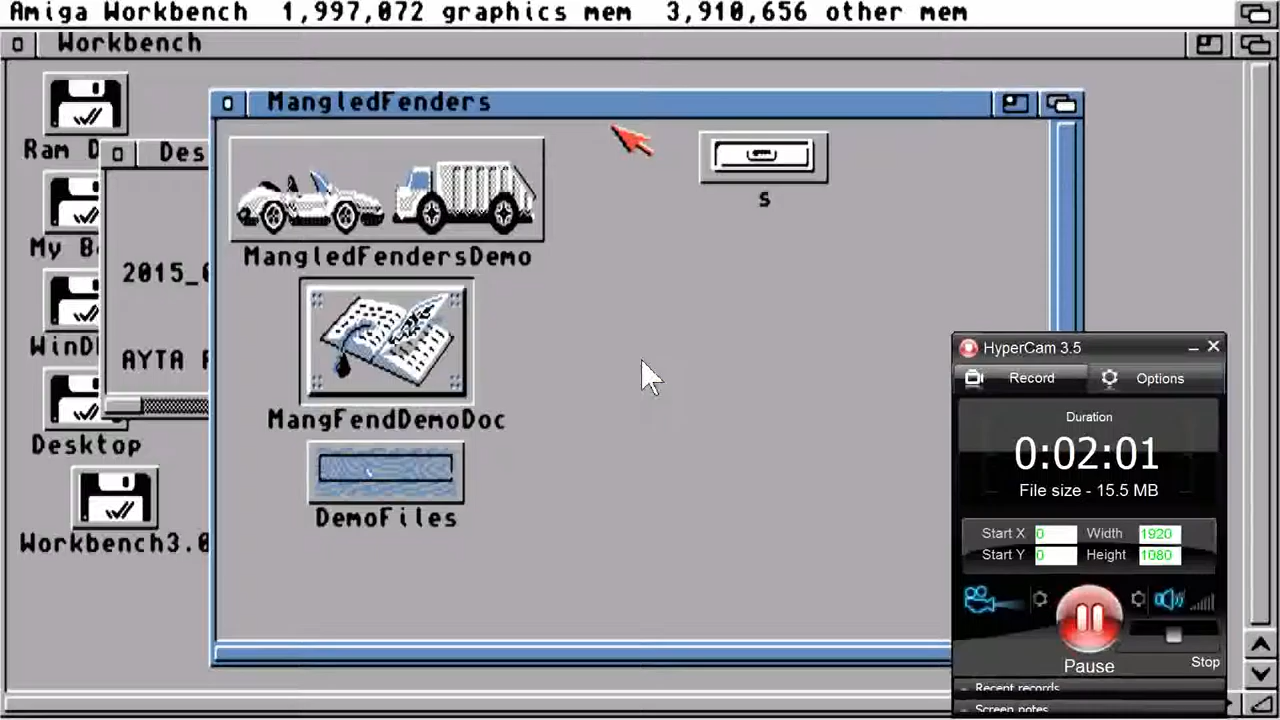 Amiga Workbench 1,997,072 graphics mem 3,910,656 other mem
Workbench
MangledFenders
Ram D
Des
s
My B
MangledFendersDemo
2015_
WinD
HyperCam 3.5
Record
Options
AYTA
Duration
0:02:01
MangFendDemoDoc
Desktop
File size - 15.5 MB
DemoFiles
Start X 0 Width 1920
Start Y 0 Height 1080
Workbench3.0
Pause
Stop
Recent records
Screen notes